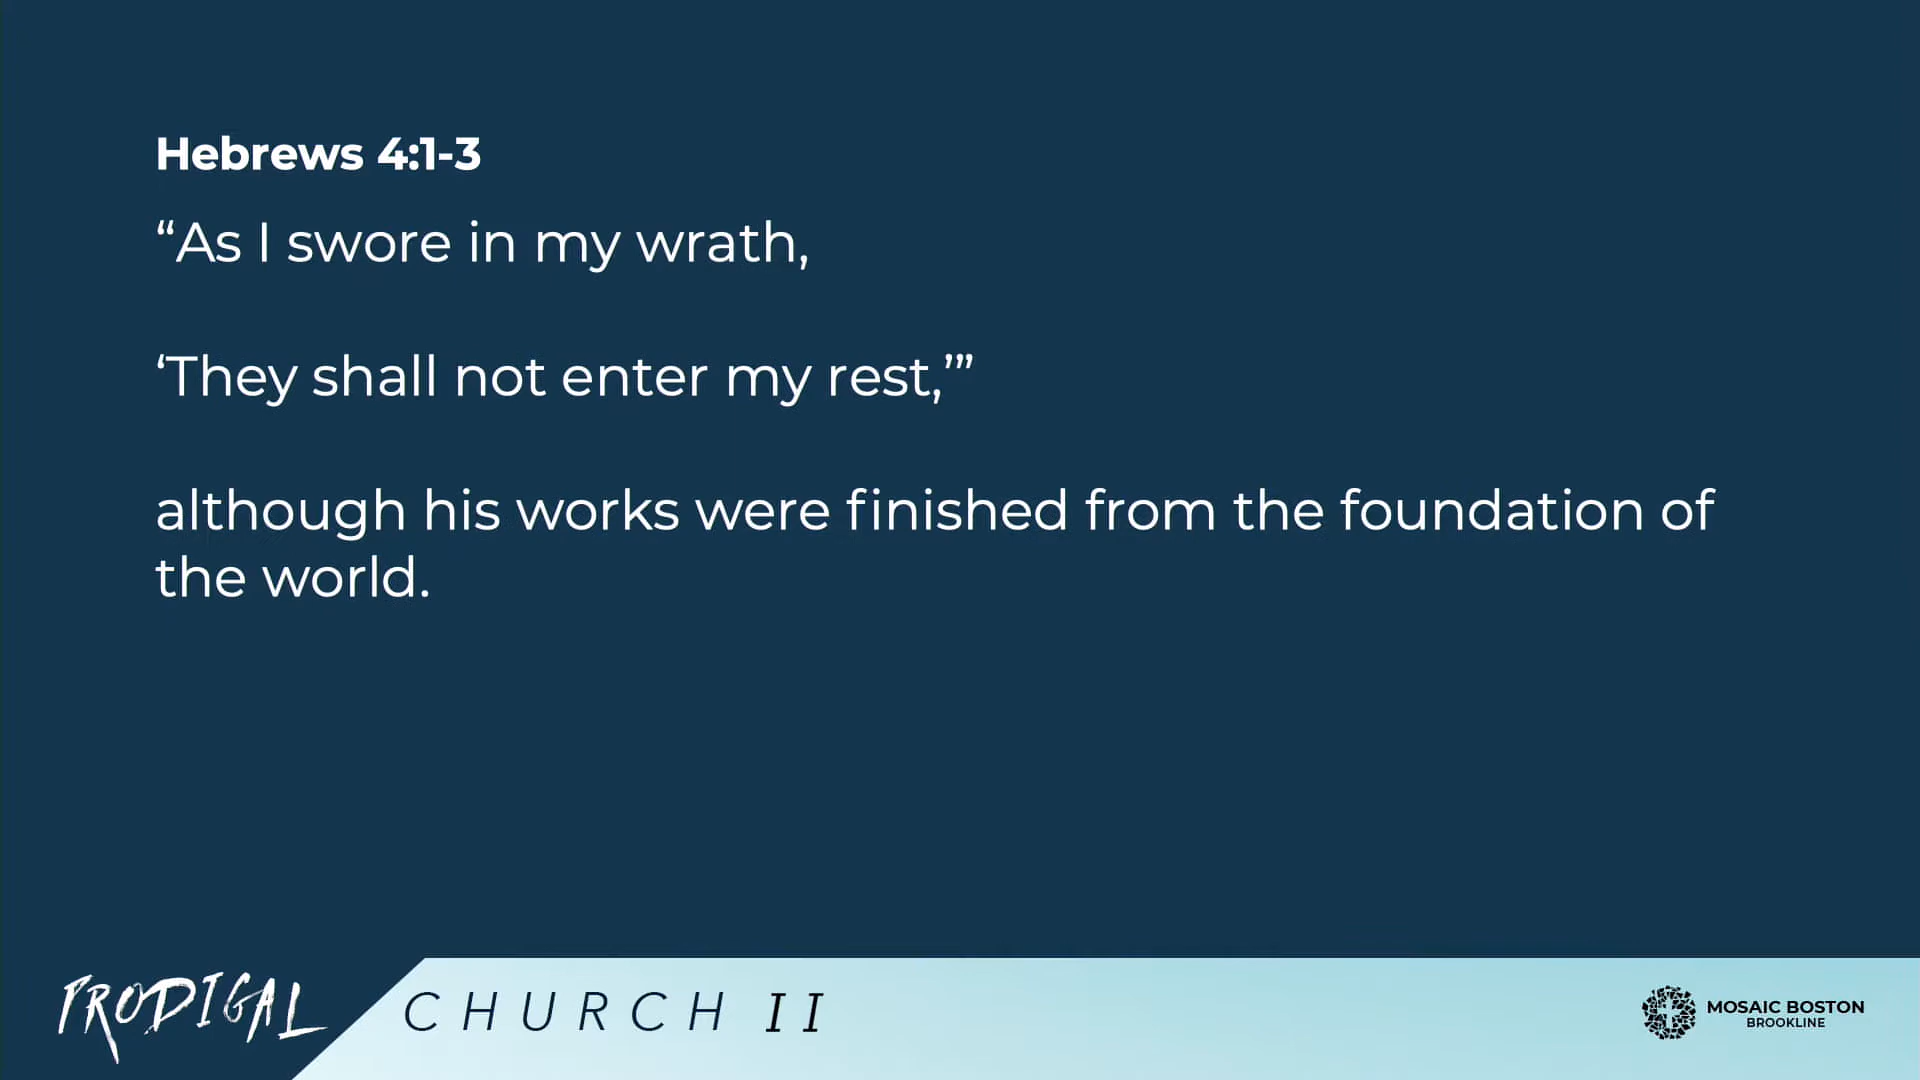 Hebrews 4:1-3
“As I swore in my wrath,
‘They shall not enter my rest,’”
although his works were finished from the foundation of
the world.
PRODIGAL
CHURCH II
MOSAIC BOSTON
BROOKLINE